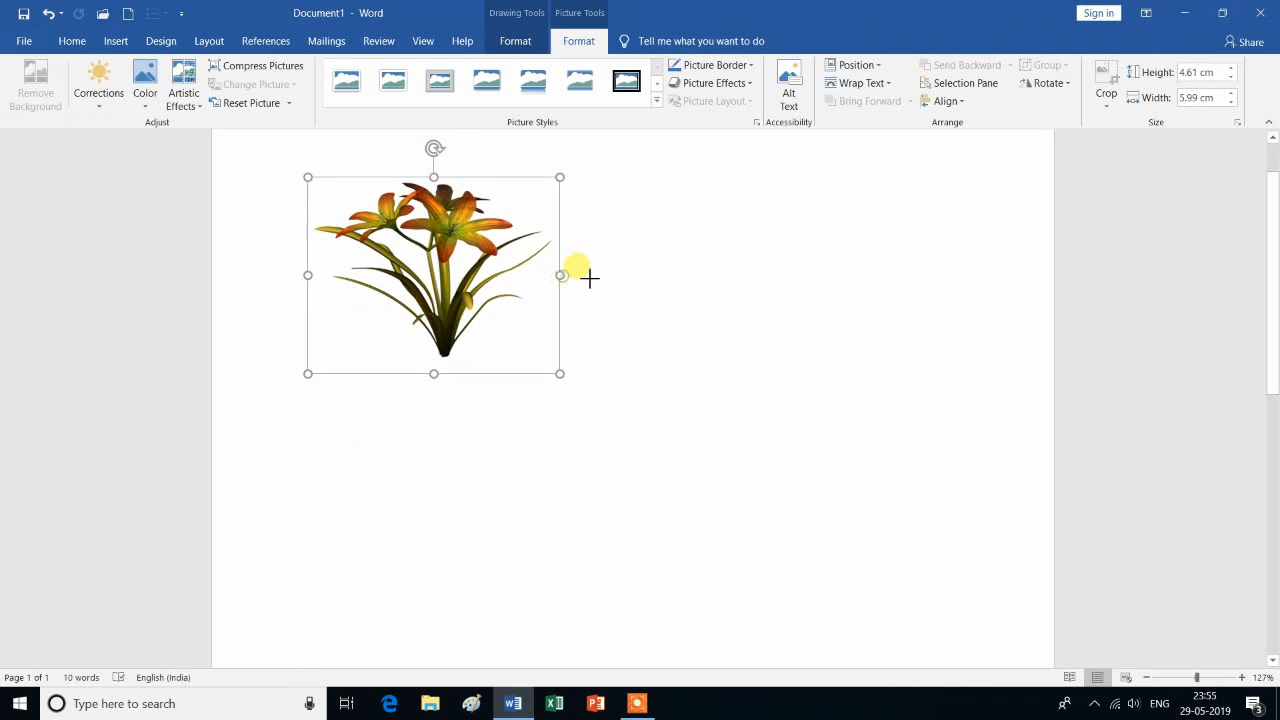 Document1 - Word
Drawing Tools
Picture Tools
Sign in
File
Home
Insert
Design
Layout
References
Mailings
Review
View
Help
Format
Format
Tell me what you want to do
Share
Remove Background
Corrections
Color
Artistic Effects
Compress Pictures
Change Picture
Reset Picture
Adjust
Picture Styles
Picture Border
Picture Effects
Picture Layout
Alt Text
Accessibility
Position
Wrap Text
Bring Forward
Send Backward
Selection Pane
Align
Group
Rotate
Arrange
Crop
Height: 4.61 cm
Width: 5.99 cm
Size
Page 1 of 1
10 words
English (India)
127%
Type here to search
ENG
23:55
29-05-2019
3